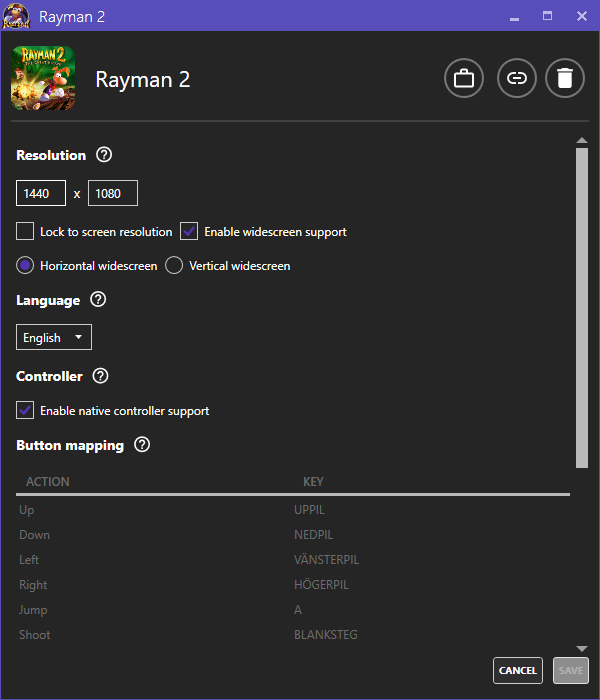 Rayman 2
RAYMAN 2
Rayman 2
Resolution
1440 x 1080
Lock to screen resolution Enable widescreen support
Horizontal widescreen Vertical widescreen
Language
English
Controller
Enable native controller support
Button mapping
ACTION KEY
Up UPPIL
Down NEDPIL
Left VÄNSTERPIL
Right HÖGERPIL
Jump A
Shoot BLANKSTEG
CANCEL SAVE